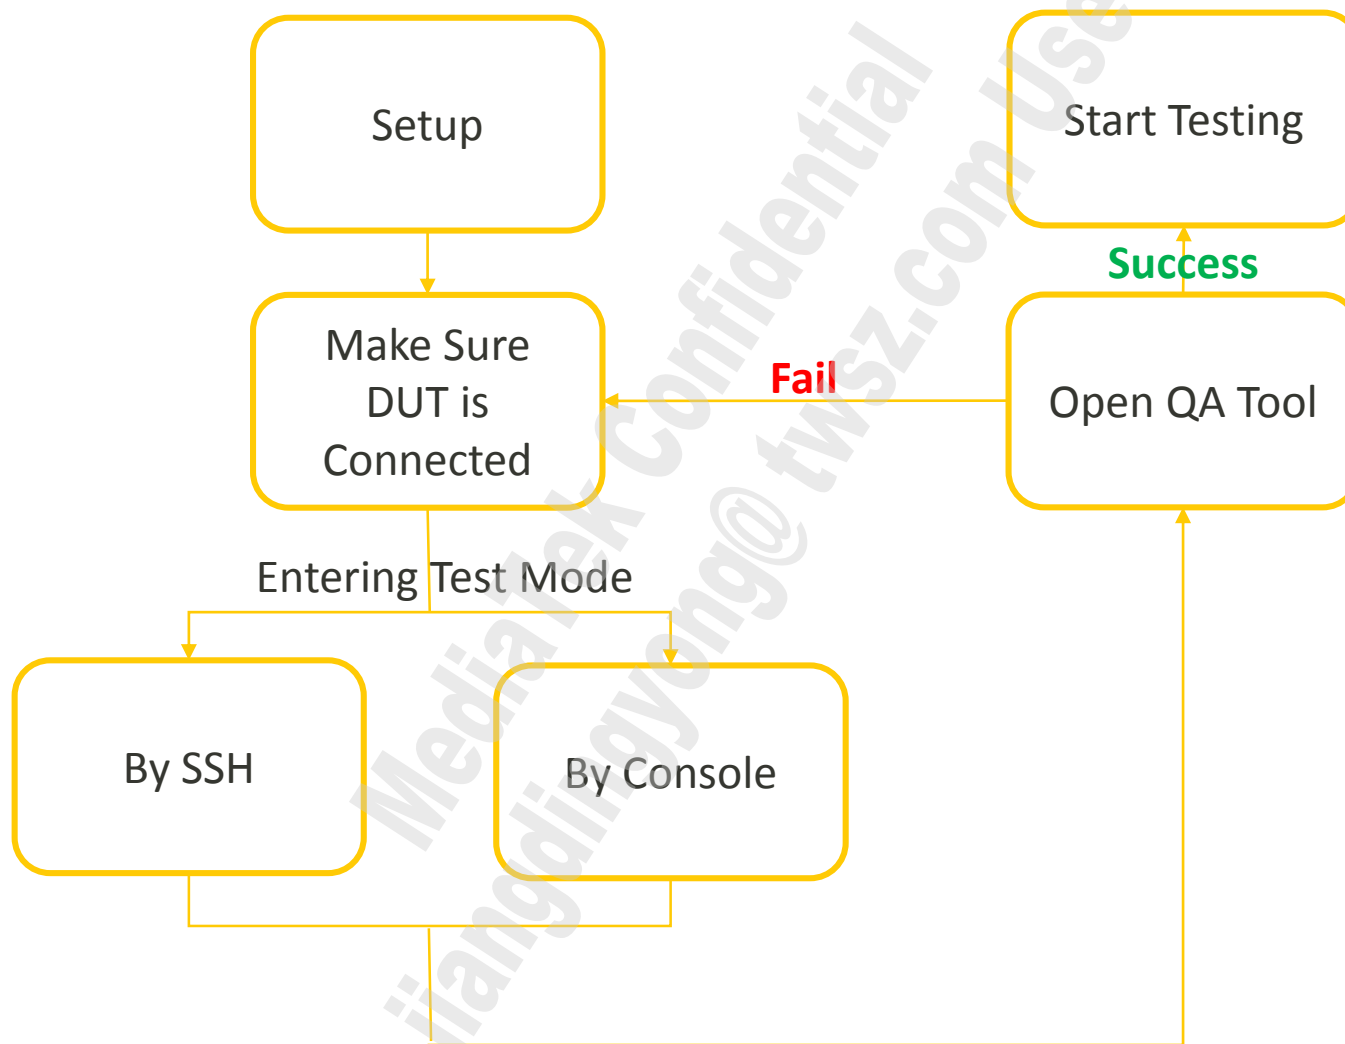 Setup
Start Testing
Success
Make Sure
DUT is
Connected
Fail
Open QA Tool
Entering Test Mode
By SSH
By Console
MediaTek Confidential
jiangdingyong@ twsz.com Use